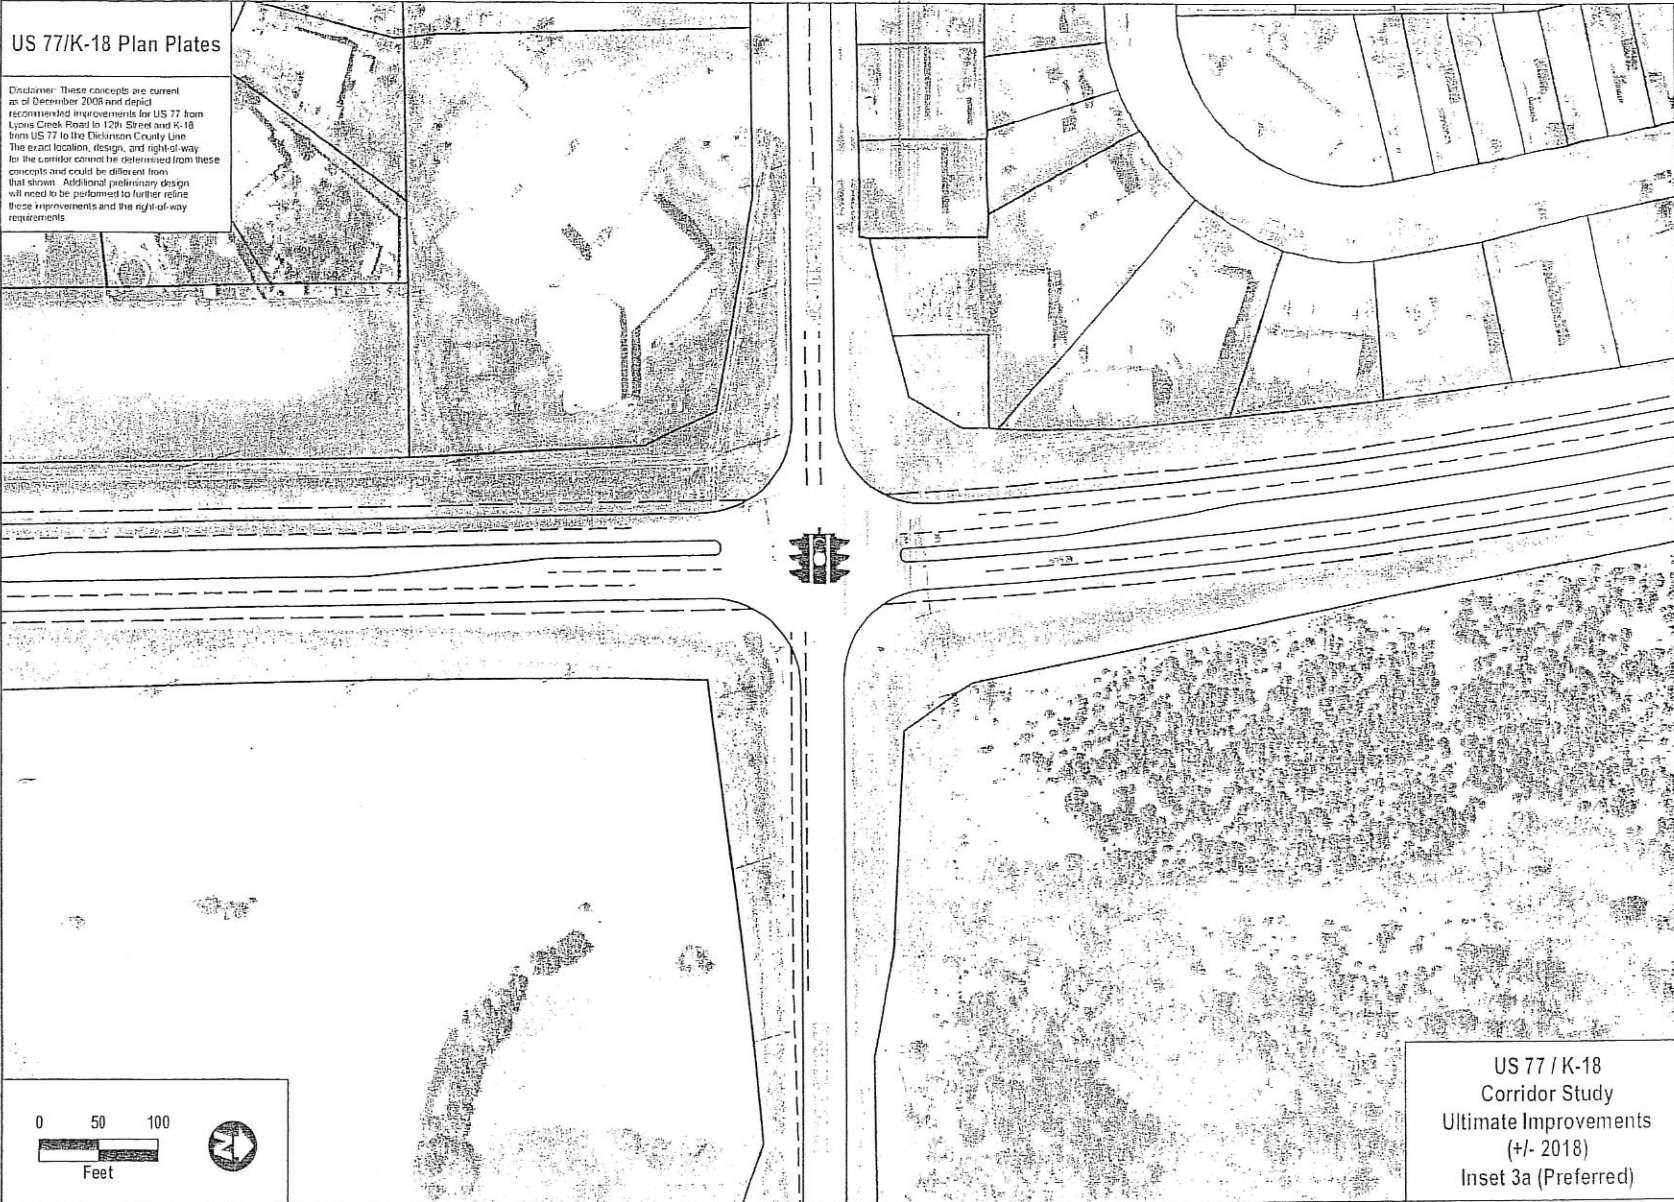 US 77/K-18 Plan Plates
Disclaimer: These concepts are current
as of December 2008 and depict
recommended improvements for US 77 from
Lyons Creek Road to 12th Street and K-18
from US 77 to the Dickinson County Line
The exact location, design, and right-of-way
for the corridor cannot be determined from these
concepts and could be different from
that shown. Additional preliminary design
will need to be performed to further refine
these improvements and the right-of-way
requirements
0 50 100
Feet
N
US 77 / K-18
Corridor Study
Ultimate Improvements
(+/- 2018)
Inset 3a (Preferred)